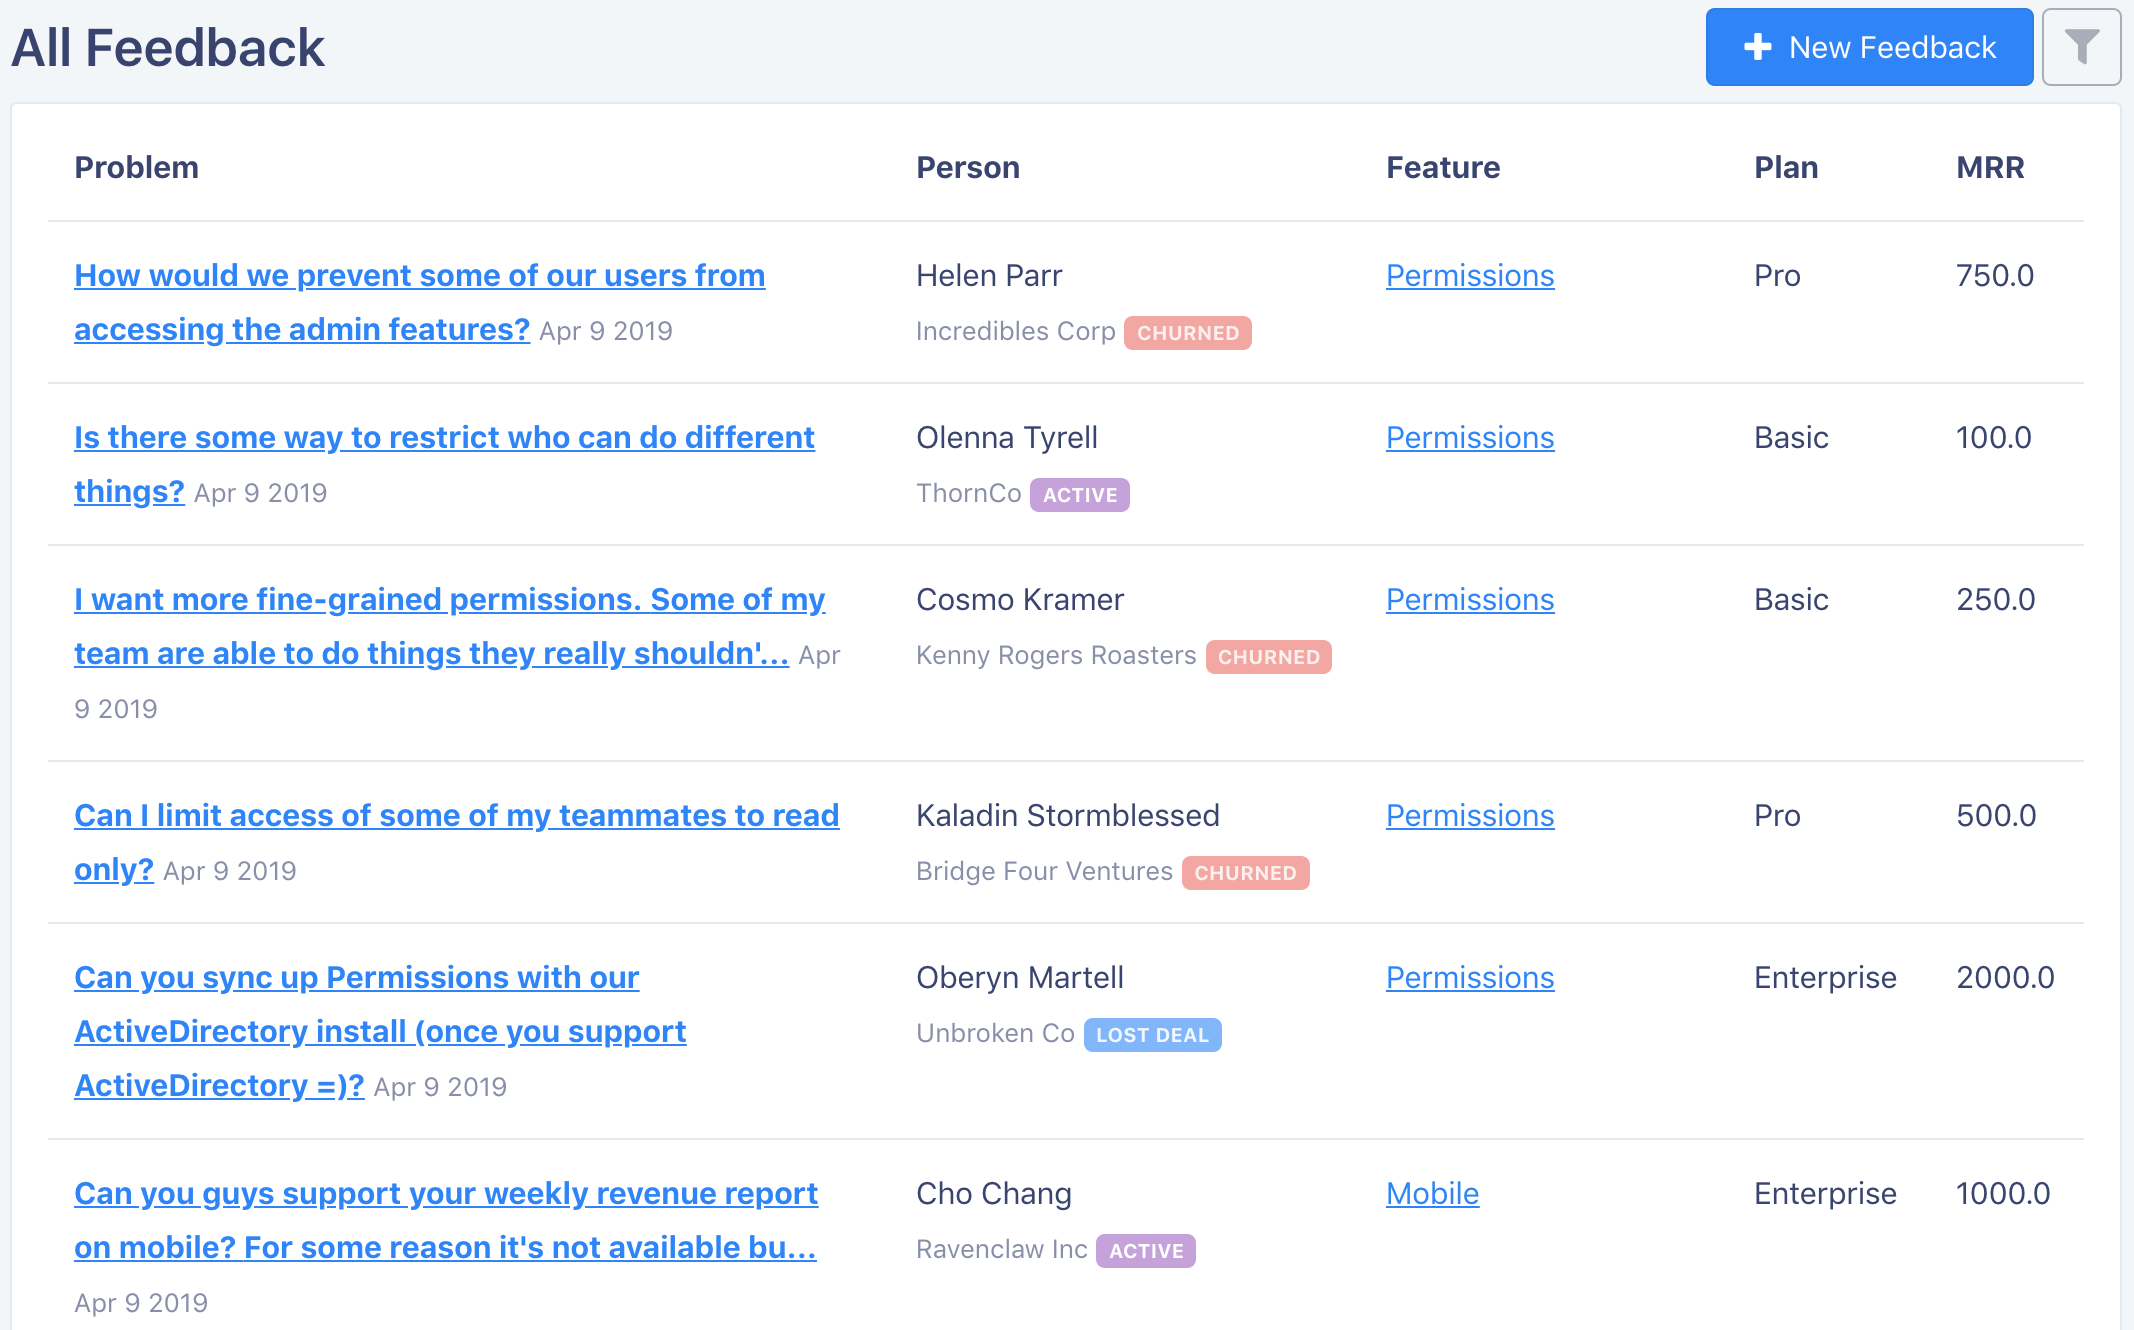 All Feedback
New Feedback
Problem Person Feature Plan MRR
How would we prevent some of our users from Helen Parr Permissions Pro 750.0
accessing the admin features? Apr 9 2019 Incredibles Corp CHURNED
Is there some way to restrict who can do different Olenna Tyrell Permissions Basic 100.0
things? Apr 9 2019 ThornCo ACTIVE
I want more fine-grained permissions. Some of my Cosmo Kramer Permissions Basic 250.0
team are able to do things they really shouldn'... Apr Kenny Rogers Roasters CHURNED
9 2019
Can I limit access of some of my teammates to read Kaladin Stormblessed Permissions Pro 500.0
only? Apr 9 2019 Bridge Four Ventures CHURNED
Can you sync up Permissions with our Oberyn Martell Permissions Enterprise 2000.0
ActiveDirectory install (once you support Unbroken Co LOST DEAL
ActiveDirectory =)? Apr 9 2019
Can you guys support your weekly revenue report Cho Chang Mobile Enterprise 1000.0
on mobile? For some reason it's not available bu... Ravenclaw Inc ACTIVE
Apr 9 2019